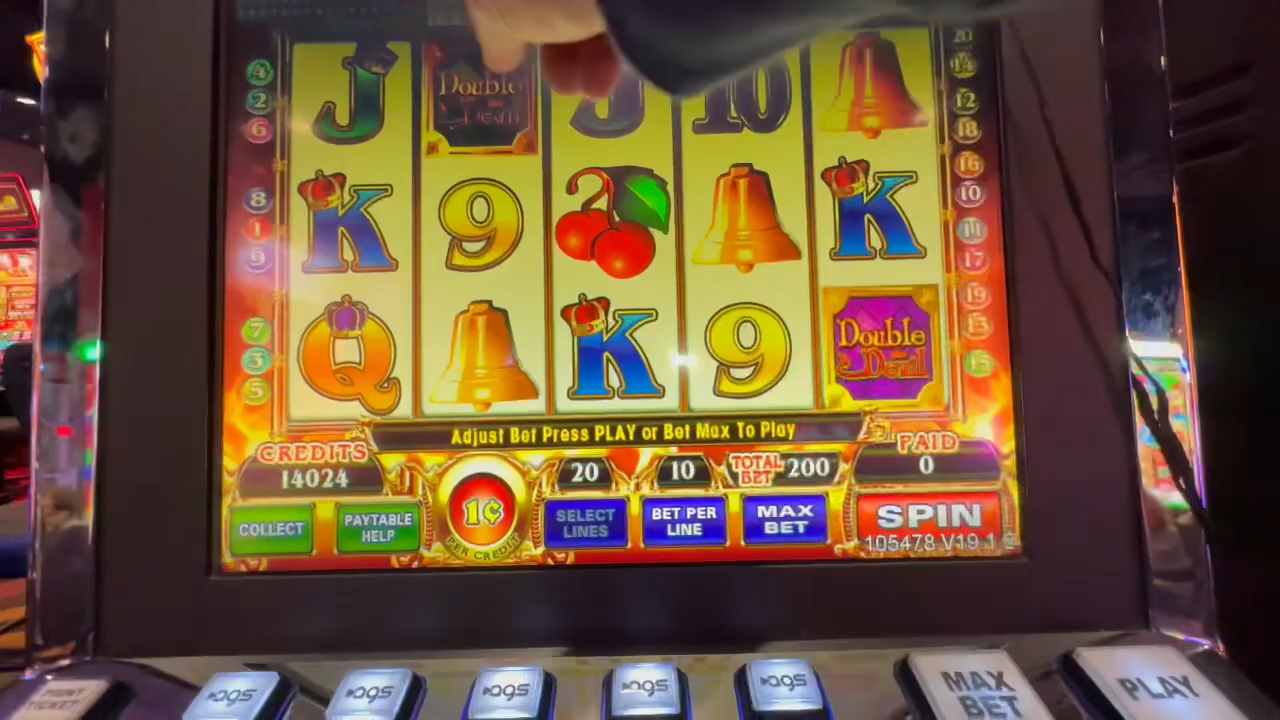 J
Double
Devil
J
10
K
9
K
Q
K
9
Double
Devil
4
2
6
8
1
9
7
3
5
20
14
12
18
16
10
11
17
19
13
15
Adjust Bet Press PLAY or Bet Max To Play
CREDITS
14024
1¢
PER CREDIT
20
10
TOTAL
BET
200
PAID
0
COLLECT
PAYTABLE
HELP
SELECT
LINES
BET PER
LINE
MAX
BET
SPIN
105478 V19.1
PRINT
TICKET
ags
ags
ags
ags
ags
MAX
BET
PLAY